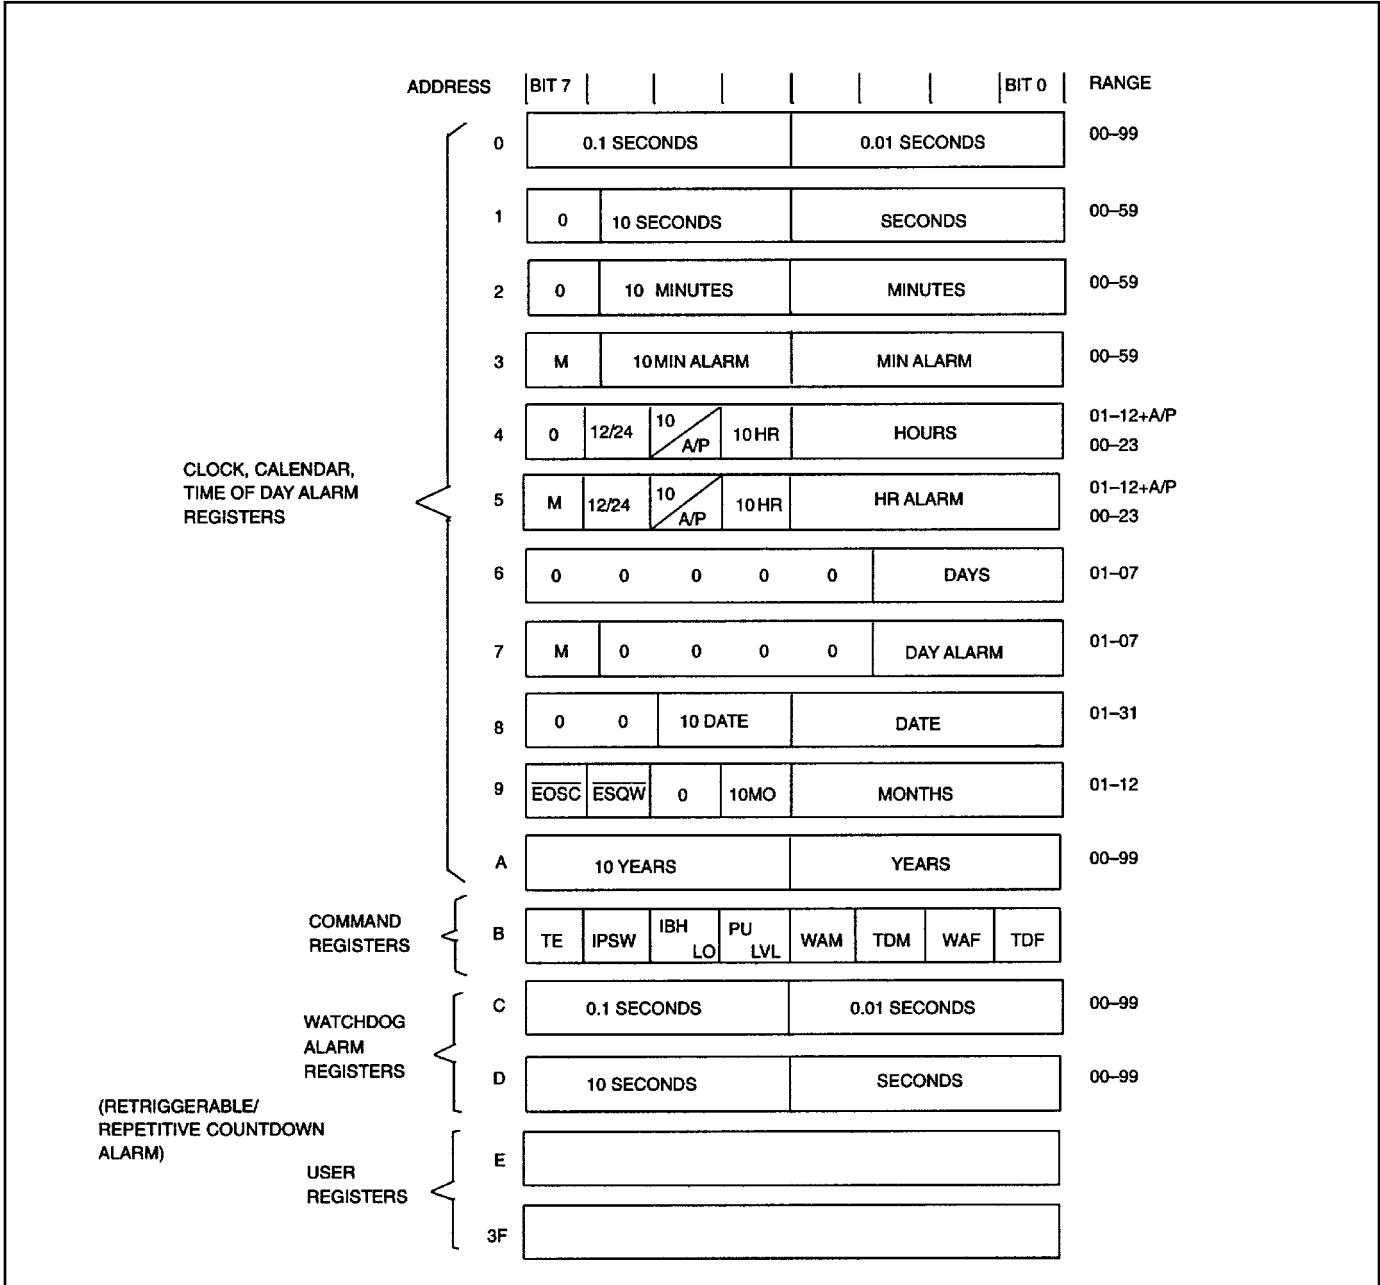 ADDRESS BIT 7 BIT 0 RANGE
0 0.1 SECONDS 0.01 SECONDS 00–99
1 0 10 SECONDS SECONDS 00–59
2 0 10 MINUTES MINUTES 00–59
3 M 10 MIN ALARM MIN ALARM 00–59
4 0 12/24 10 A/P 10 HR HOURS 01–12+A/P
00–23
CLOCK, CALENDAR,
TIME OF DAY ALARM
REGISTERS
5 M 12/24 10 A/P 10 HR HR ALARM 01–12+A/P
00–23
6 0 0 0 0 0 DAYS 01–07
7 M 0 0 0 0 DAY ALARM 01–07
8 0 0 10 DATE DATE 01–31
9 EOSC ESQW 0 10MO MONTHS 01–12
A 10 YEARS YEARS 00–99
COMMAND
REGISTERS
B TE IPSW IBH LO PU LVL WAM TDM WAF TDF
C 0.1 SECONDS 0.01 SECONDS 00–99
WATCHDOG
ALARM
REGISTERS
D 10 SECONDS SECONDS 00–99
(RETRIGGERABLE/
REPETITIVE COUNTDOWN
ALARM)
E
USER
REGISTERS
3F